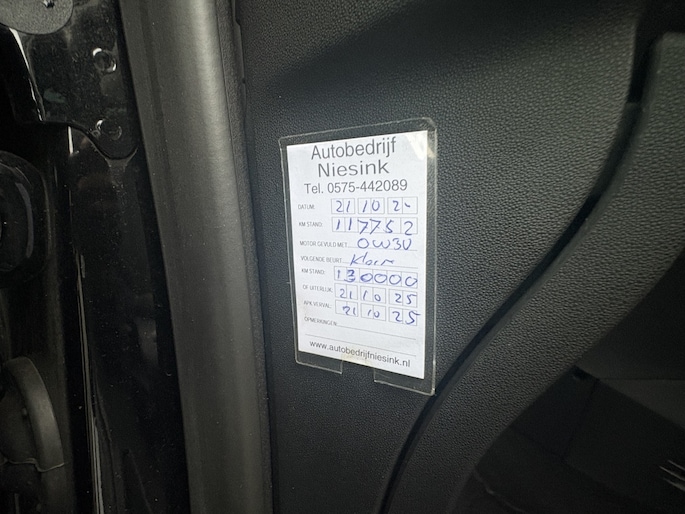 Autobedrijf
Niesink
Tel. 0575-442089
DATUM: 21 10 24
KM STAND: 117752
MOTOR GEVULD MET: 0W30
VOLGENDE BEURT: Klein
KM STAND: 130000
OF UITERLIJK: 21 10 25
APK VERVAL: 21 10 25
OPMERKINGEN:
www.autobedrijfniesink.nl